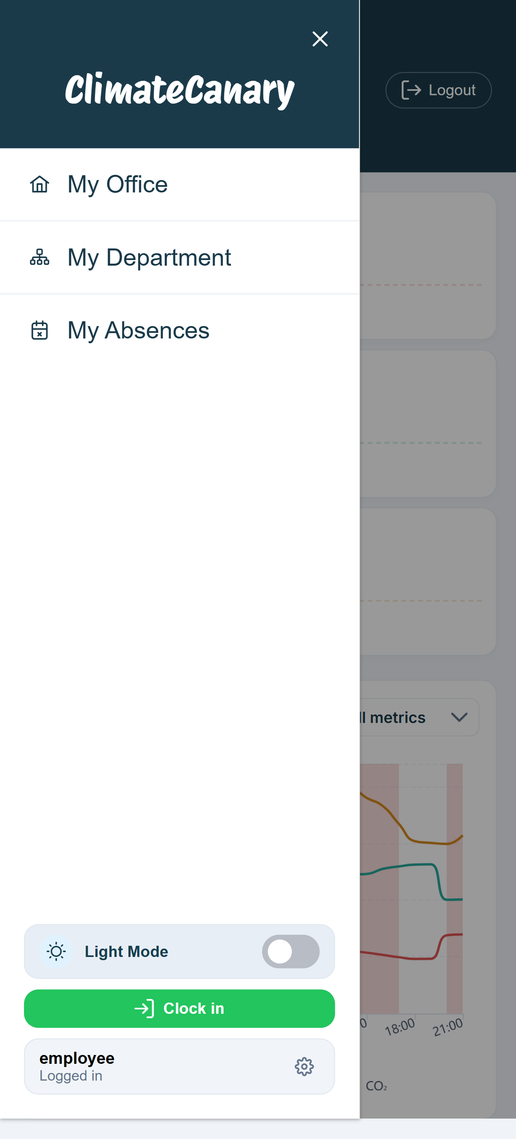 ClimateCanary
Logout
My Office
My Department
My Absences
metrics
18:00
21:00
CO₂
Light Mode
Clock in
employee
Logged in